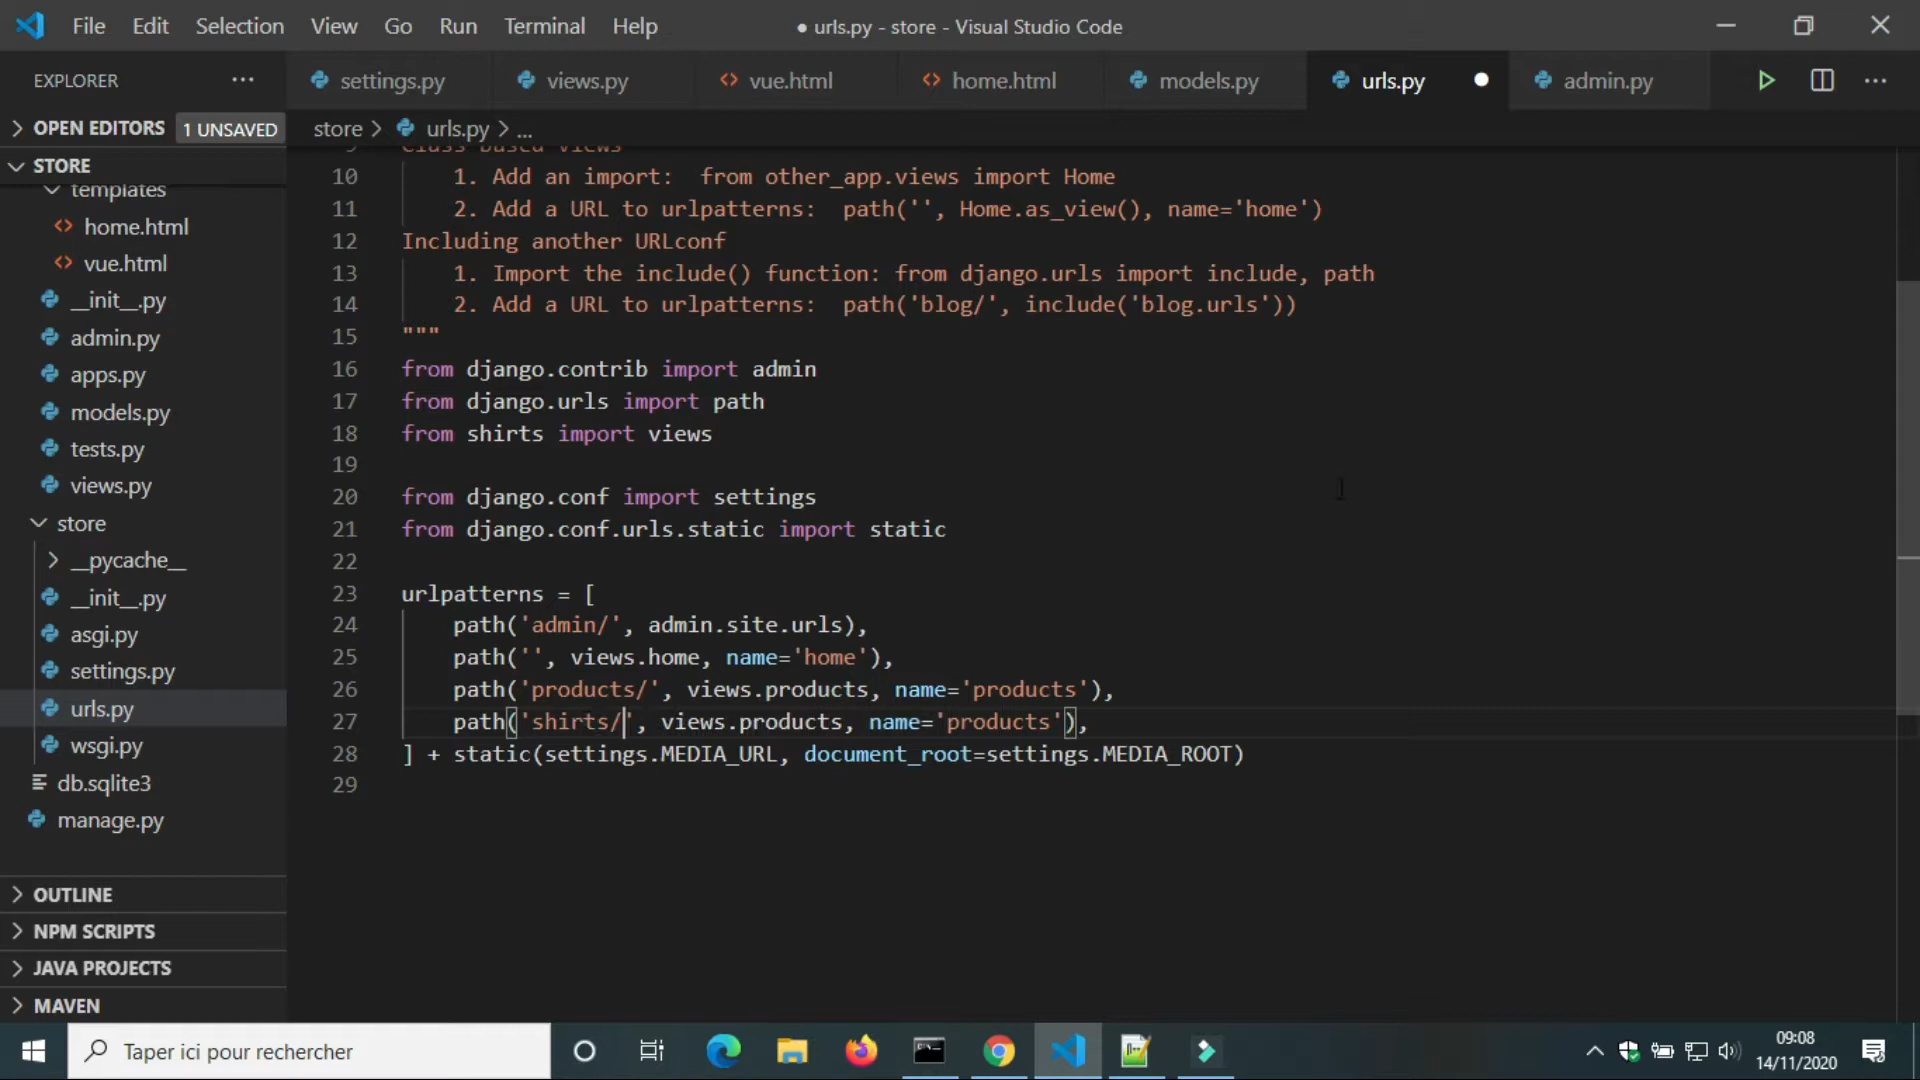 File Edit Selection View Go Run Terminal Help
● urls.py - store - Visual Studio Code
EXPLORER
settings.py
views.py
vue.html
home.html
models.py
urls.py
admin.py
OPEN EDITORS 1 UNSAVED
STORE
templates
home.html
vue.html
__init__.py
admin.py
apps.py
models.py
tests.py
views.py
store
__pycache__
__init__.py
asgi.py
settings.py
urls.py
wsgi.py
db.sqlite3
manage.py
OUTLINE
NPM SCRIPTS
JAVA PROJECTS
MAVEN
store > urls.py > ...
9 Class-based views
10 1. Add an import:  from other_app.views import Home
11 2. Add a URL to urlpatterns:  path('', Home.as_view(), name='home')
12 Including another URLconf
13 1. Import the include() function: from django.urls import include, path
14 2. Add a URL to urlpatterns:  path('blog/', include('blog.urls'))
15 """
16 from django.contrib import admin
17 from django.urls import path
18 from shirts import views
19
20 from django.conf import settings
21 from django.conf.urls.static import static
22
23 urlpatterns = [
24 path('admin/', admin.site.urls),
25 path('', views.home, name='home'),
26 path('products/', views.products, name='products'),
27 path('shirts/', views.products, name='products'),
28 ] + static(settings.MEDIA_URL, document_root=settings.MEDIA_ROOT)
29
Taper ici pour rechercher
09:08
14/11/2020